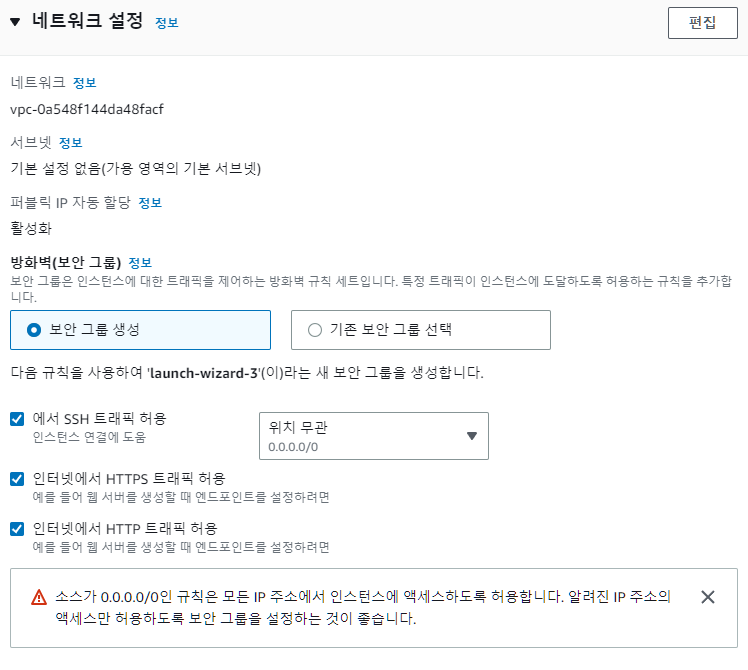 네트워크 설정 정보
편집
네트워크 정보
vpc-0a548f144da48facf
서브넷 정보
기본 설정 없음(가용 영역의 기본 서브넷)
퍼블릭 IP 자동 할당 정보
활성화
방화벽(보안 그룹) 정보
보안 그룹은 인스턴스에 대한 트래픽을 제어하는 방화벽 규칙 세트입니다. 특정 트래픽이 인스턴스에 도달하도록 허용하는 규칙을 추가합
니다.
보안 그룹 생성
기존 보안 그룹 선택
다음 규칙을 사용하여 'launch-wizard-3'(이)라는 새 보안 그룹을 생성합니다.
에서 SSH 트래픽 허용
인스턴스 연결에 도움
위치 무관
0.0.0.0/0
인터넷에서 HTTPS 트래픽 허용
예를 들어 웹 서버를 생성할 때 엔드포인트를 설정하려면
인터넷에서 HTTP 트래픽 허용
예를 들어 웹 서버를 생성할 때 엔드포인트를 설정하려면
소스가 0.0.0.0/0인 규칙은 모든 IP 주소에서 인스턴스에 액세스하도록 허용합니다. 알려진 IP 주소의
액세스만 허용하도록 보안 그룹을 설정하는 것이 좋습니다.